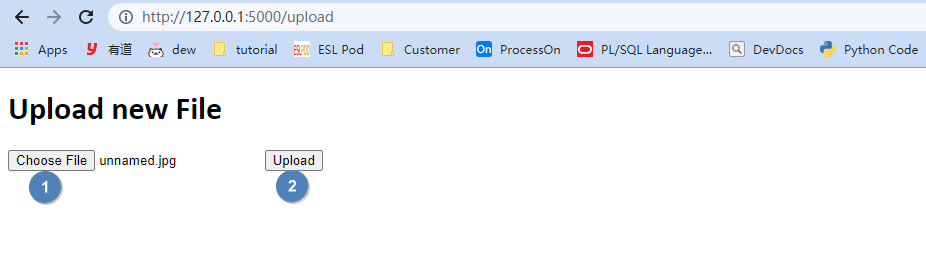 http://127.0.0.1:5000/upload
Apps 有道 dew tutorial ESLPOD ESL Pod Customer On ProcessOn PL/SQL Language... DevDocs Python Code
Upload new File
Choose File unnamed.jpg Upload
1 2